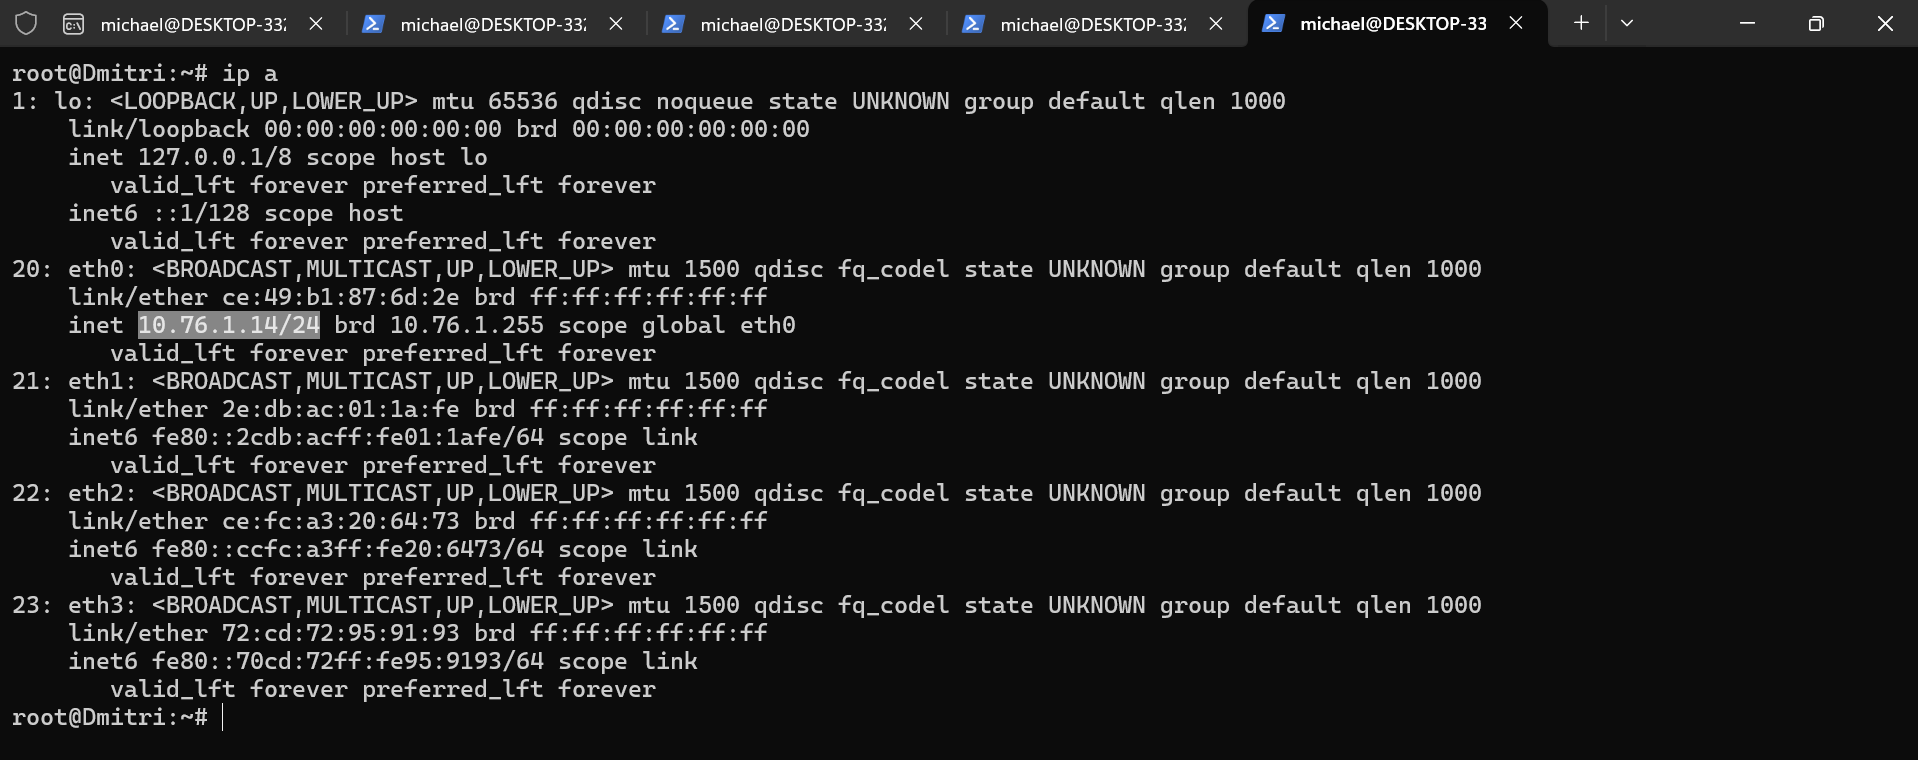 michael@DESKTOP-332
michael@DESKTOP-332
michael@DESKTOP-332
michael@DESKTOP-332
michael@DESKTOP-33
root@Dmitri:~# ip a
1: lo: <LOOPBACK,UP,LOWER_UP> mtu 65536 qdisc noqueue state UNKNOWN group default qlen 1000
    link/loopback 00:00:00:00:00:00 brd 00:00:00:00:00:00
    inet 127.0.0.1/8 scope host lo
       valid_lft forever preferred_lft forever
    inet6 ::1/128 scope host
       valid_lft forever preferred_lft forever
20: eth0: <BROADCAST,MULTICAST,UP,LOWER_UP> mtu 1500 qdisc fq_codel state UNKNOWN group default qlen 1000
    link/ether ce:49:b1:87:6d:2e brd ff:ff:ff:ff:ff:ff
    inet 10.76.1.14/24 brd 10.76.1.255 scope global eth0
       valid_lft forever preferred_lft forever
21: eth1: <BROADCAST,MULTICAST,UP,LOWER_UP> mtu 1500 qdisc fq_codel state UNKNOWN group default qlen 1000
    link/ether 2e:db:ac:01:1a:fe brd ff:ff:ff:ff:ff:ff
    inet6 fe80::2cdb:acff:fe01:1afe/64 scope link
       valid_lft forever preferred_lft forever
22: eth2: <BROADCAST,MULTICAST,UP,LOWER_UP> mtu 1500 qdisc fq_codel state UNKNOWN group default qlen 1000
    link/ether ce:fc:a3:20:64:73 brd ff:ff:ff:ff:ff:ff
    inet6 fe80::ccfc:a3ff:fe20:6473/64 scope link
       valid_lft forever preferred_lft forever
23: eth3: <BROADCAST,MULTICAST,UP,LOWER_UP> mtu 1500 qdisc fq_codel state UNKNOWN group default qlen 1000
    link/ether 72:cd:72:95:91:93 brd ff:ff:ff:ff:ff:ff
    inet6 fe80::70cd:72ff:fe95:9193/64 scope link
       valid_lft forever preferred_lft forever
root@Dmitri:~#